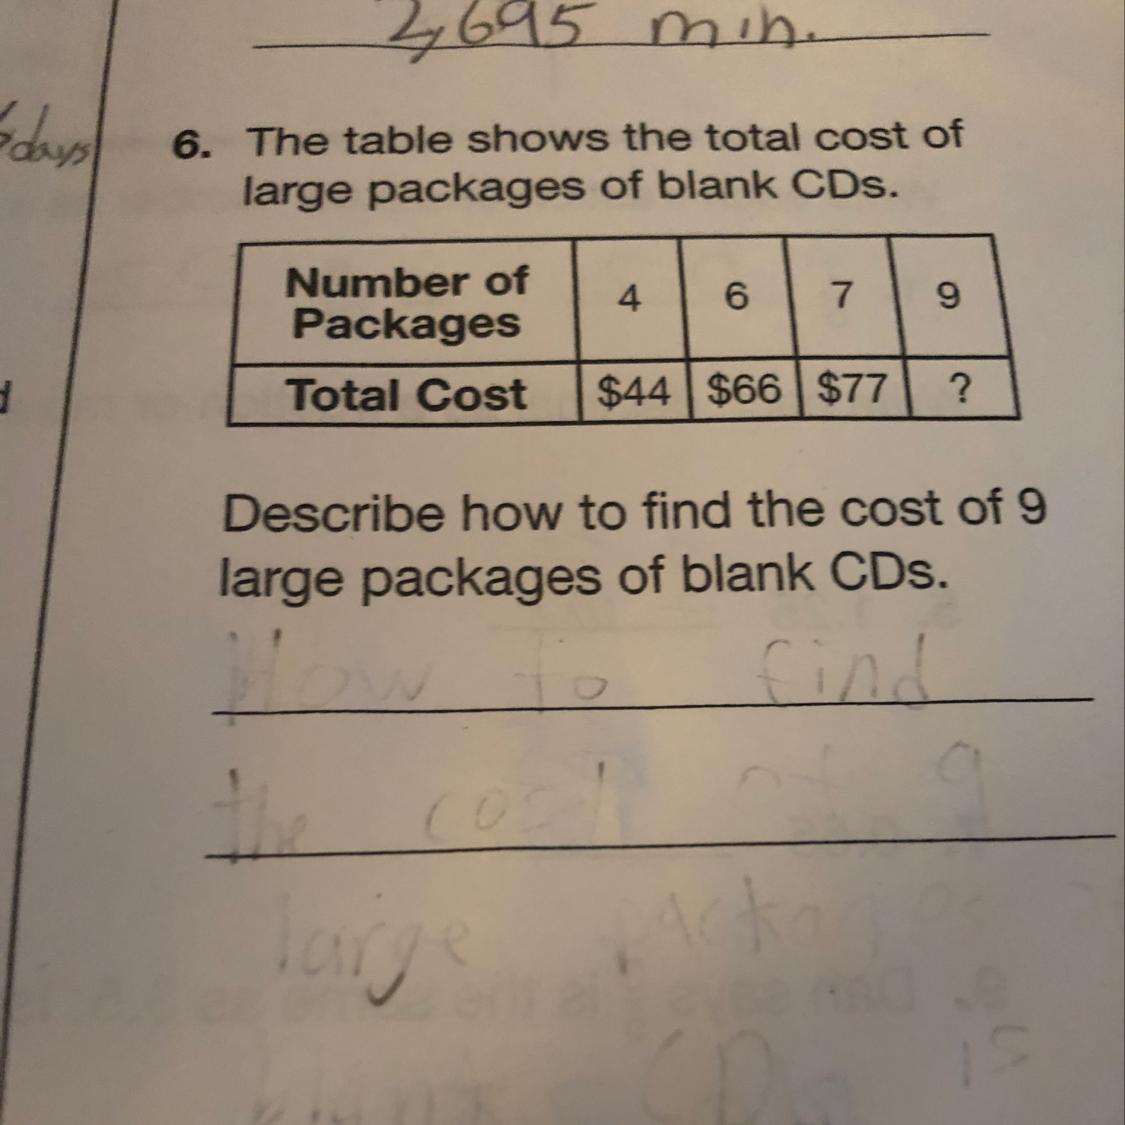 2,695 min.
days
6. The table shows the total cost of
large packages of blank CDs.
Number of Packages 4 6 7 9
Total Cost $44 $66 $77 ?
Describe how to find the cost of 9
large packages of blank CDs.
How to find
the cost of 9
large packages
blank CDs is